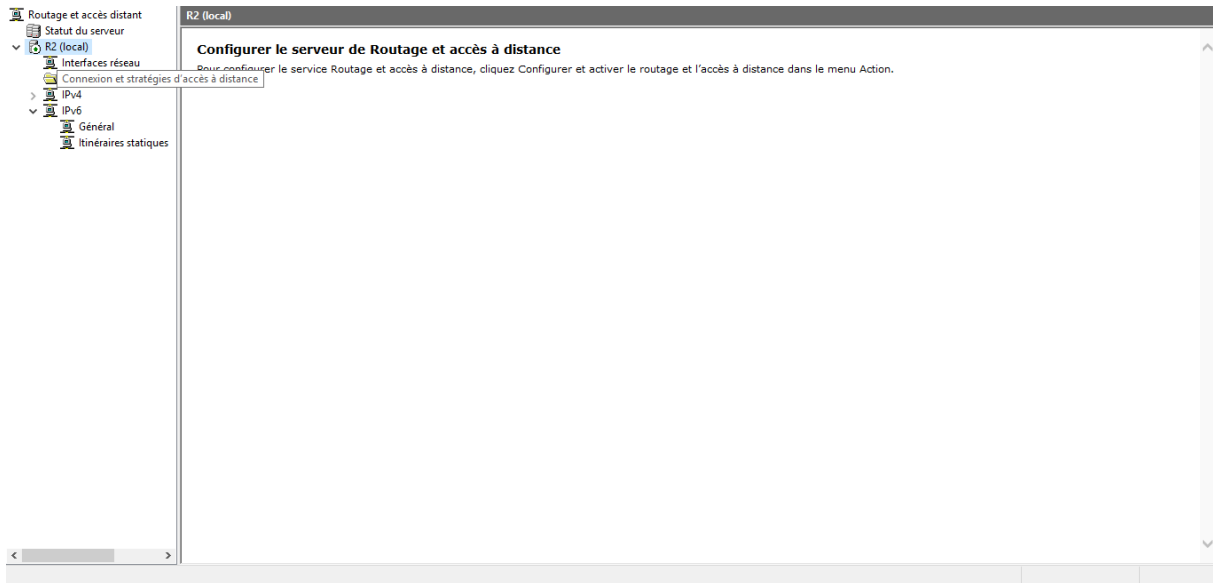 Routage et accès distant
Statut du serveur
R2 (local)
Interfaces réseau
Connexion et stratégies d'accès à distance
IPv4
IPv6
Général
Itinéraires statiques
R2 (local)
Configurer le serveur de Routage et accès à distance
Pour configurer le service Routage et accès à distance, cliquez Configurer et activer le routage et l'accès à distance dans le menu Action.